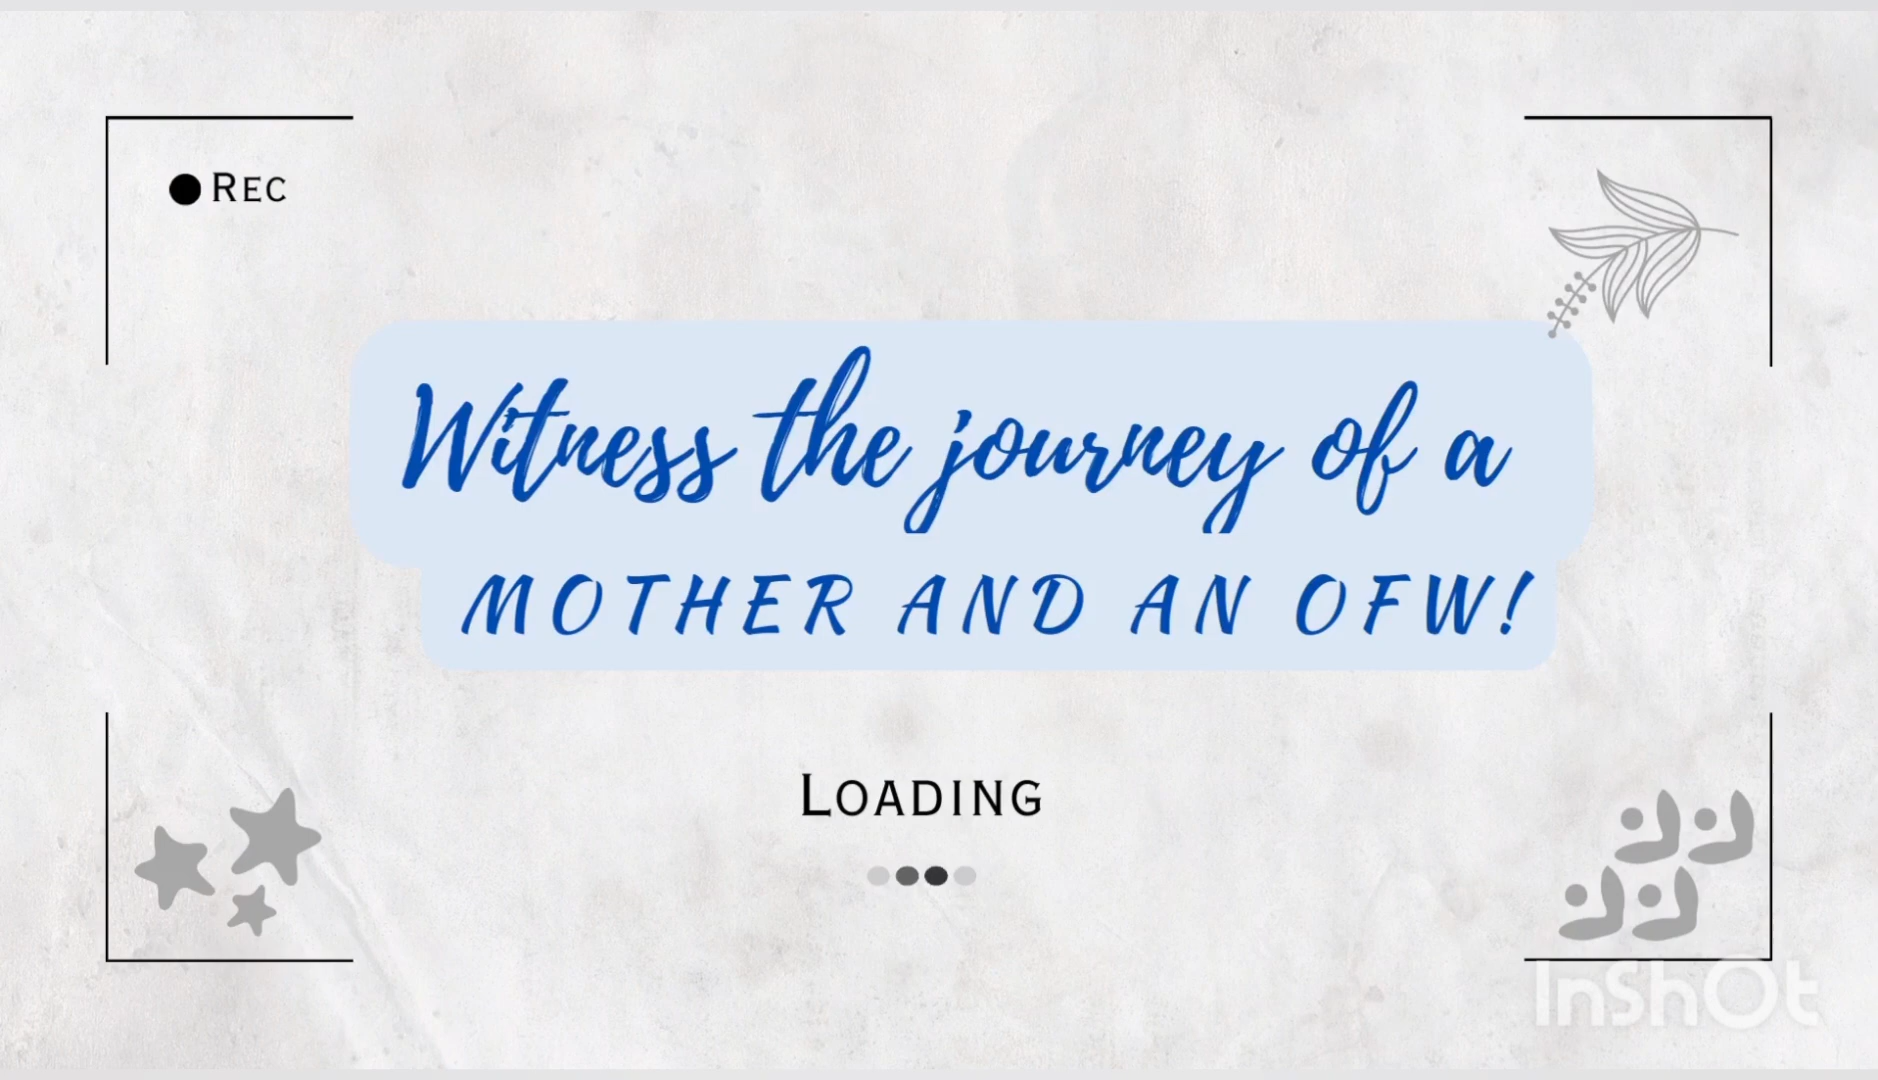 REC
Witness the journey of a
MOTHER AND AN OFW!
LOADING
InShOt